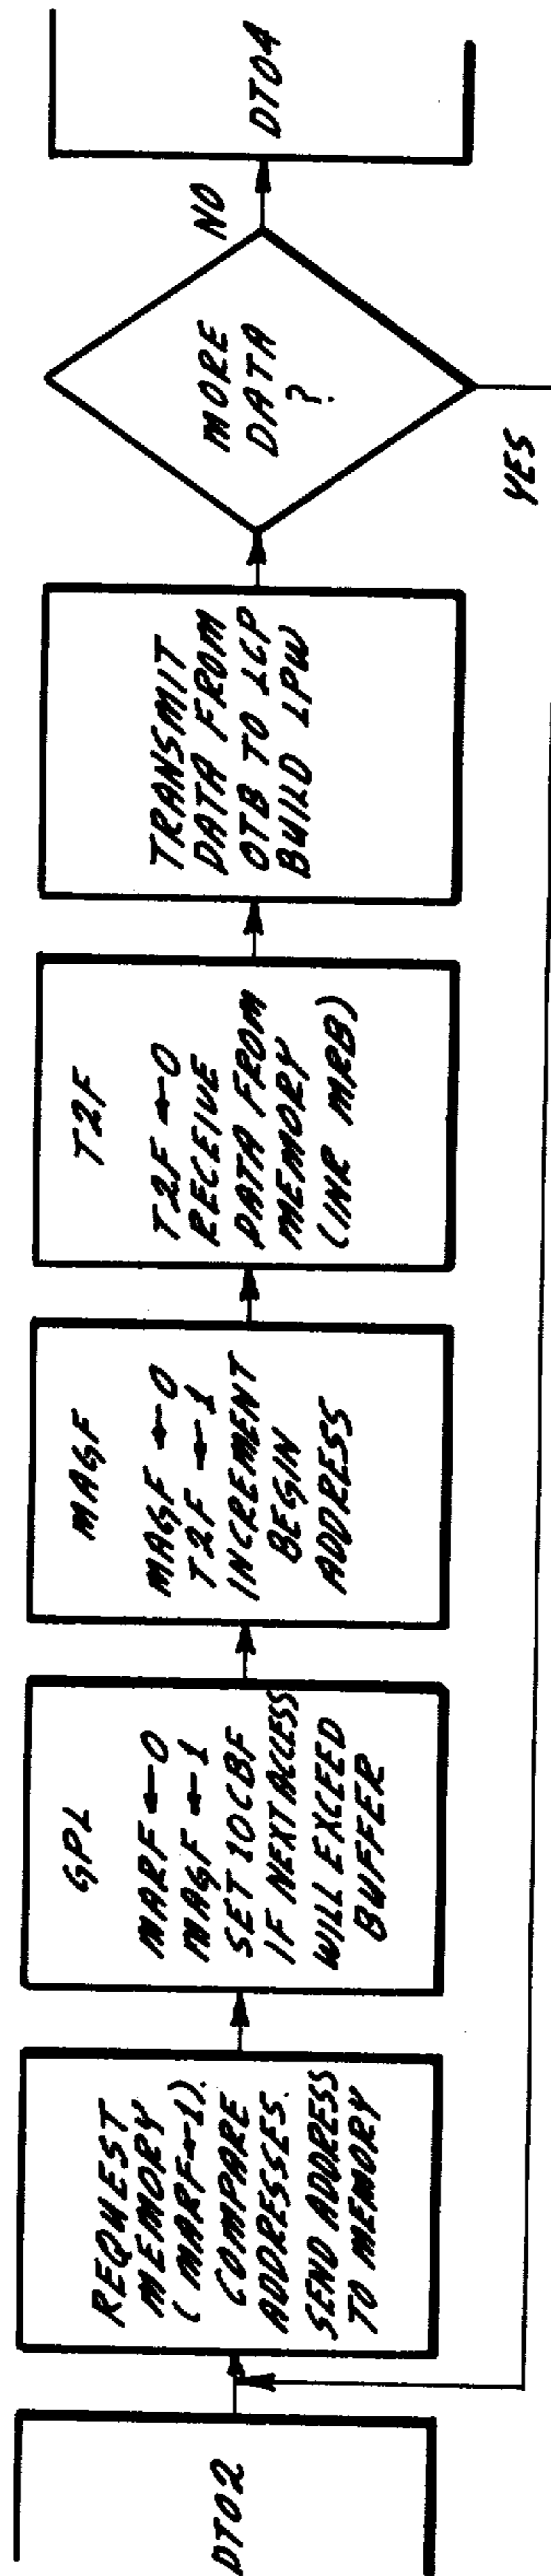 DT02
REQUEST
MEMORY
(MARF←1).
COMPARE
ADDRESSES.
SEND ADDRESS
TO MEMORY
GPL
MARF←0
MAGF←1
SET IOCBF
IF NEXT ACCESS
WILL EXCEED
BUFFER
MAGF
MAGF←0
T2F←1
INCREMENT
BEGIN
ADDRESS
T2F
T2F←0
RECEIVE
DATA FROM
MEMORY
(INR MRB)
TRANSMIT
DATA FROM
OTB TO LCP
BUILD LPW
MORE
DATA
?
NO
YES
DT04